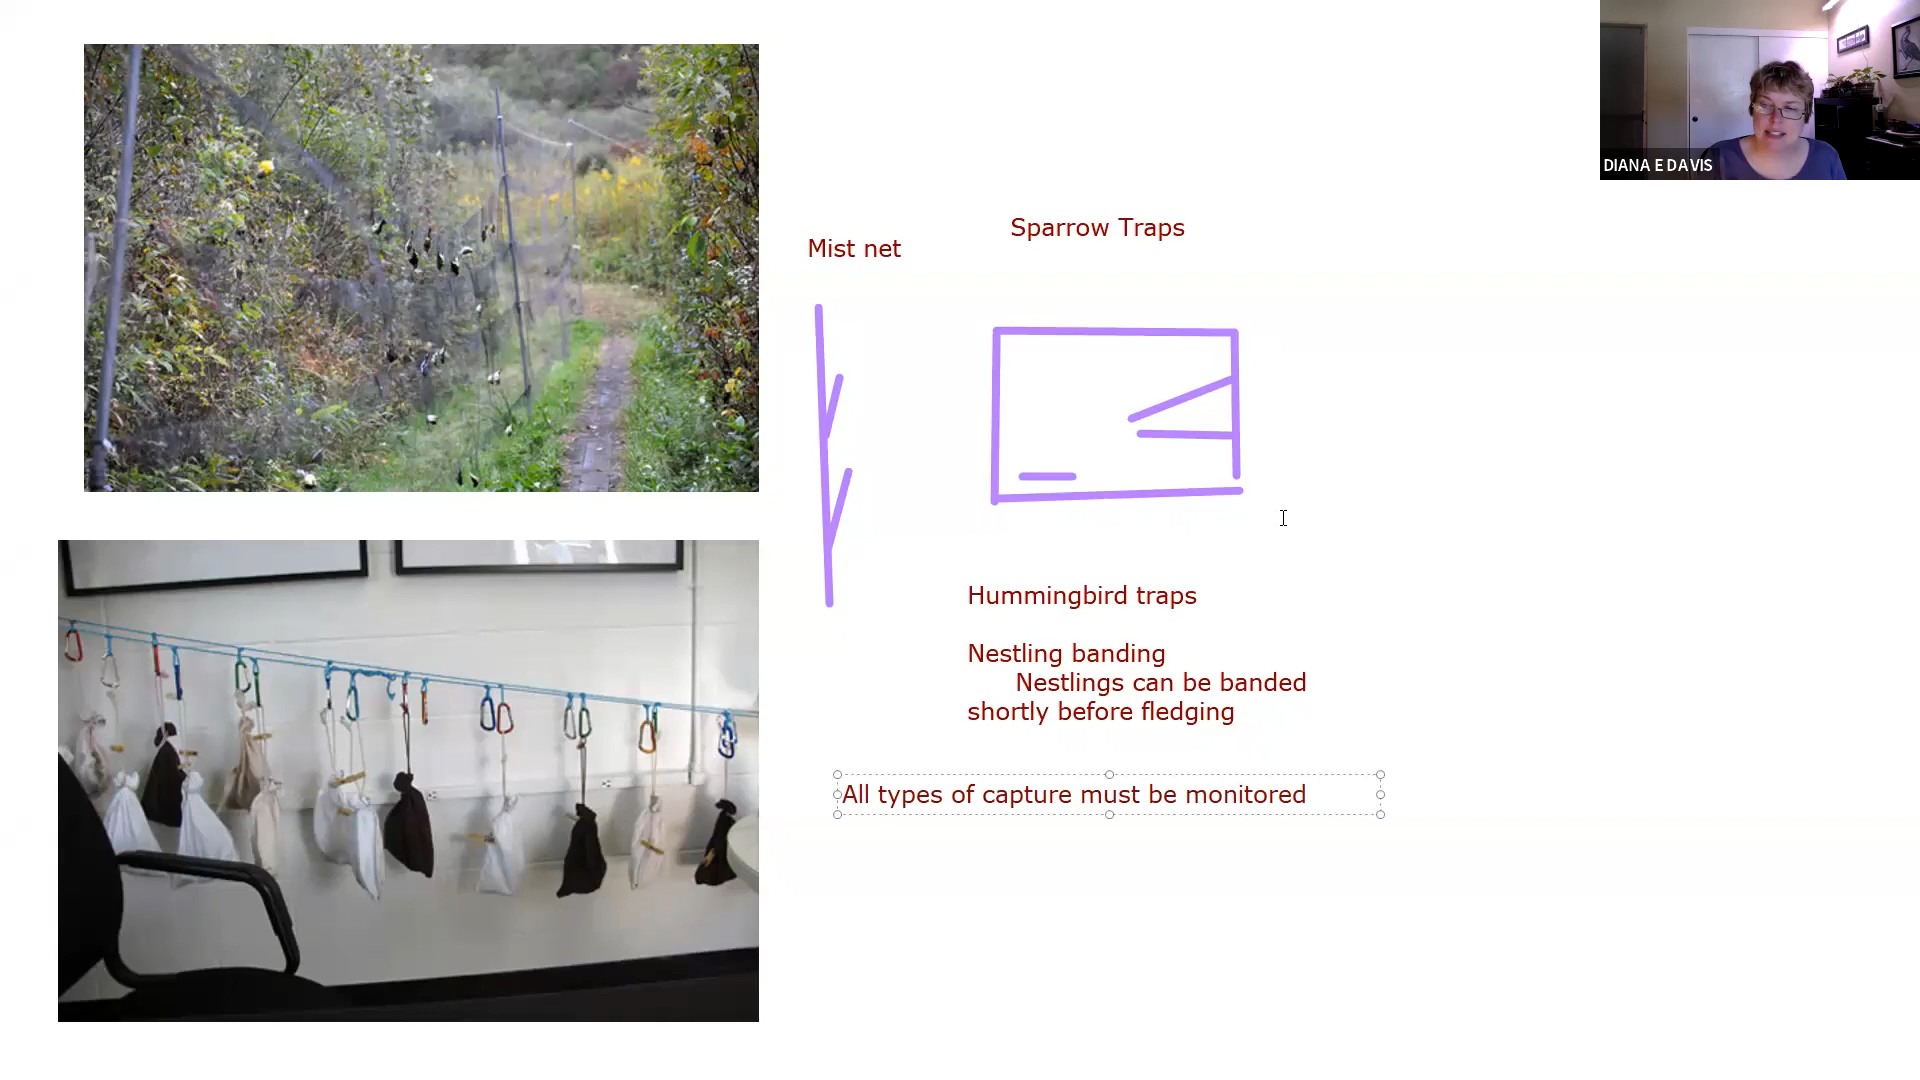 DIANA E DAVIS
Sparrow Traps
Mist net
Hummingbird traps
Nestling banding
Nestlings can be banded
shortly before fledging
All types of capture must be monitored